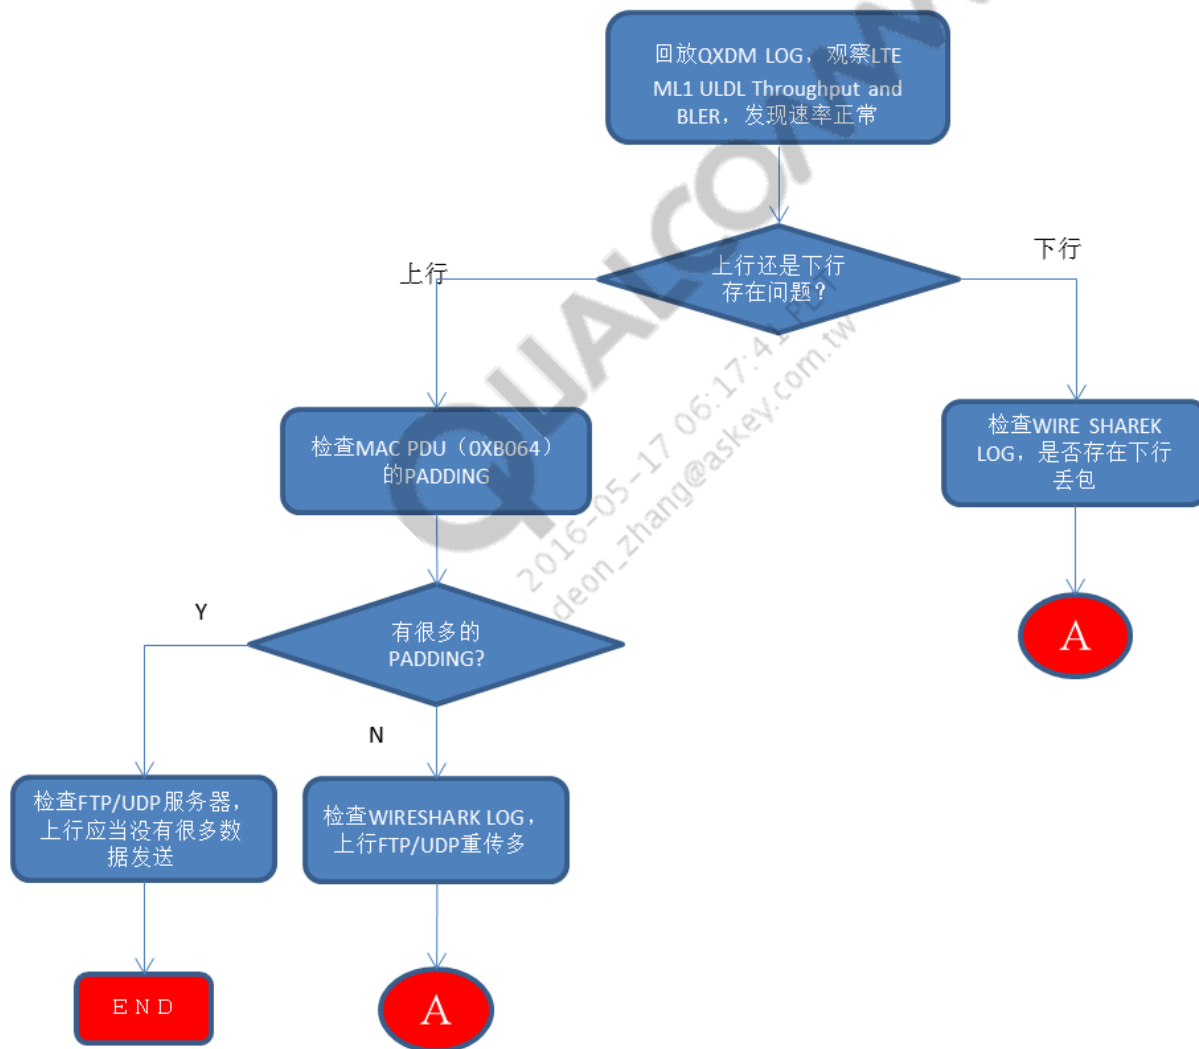 回放QXDM LOG，观察LTE
ML1 ULDL Throughput and
BLER，发现速率正常
上行还是下行
存在问题？
上行
下行
检查MAC PDU（0XB064）
的PADDING
检查WIRE SHAREK
LOG，是否存在下行
丢包
有很多的
PADDING?
Y
N
A
检查FTP/UDP服务器，
上行应当没有很多数
据发送
检查WIRESHARK LOG，
上行FTP/UDP重传多
END
A
QUALCOMM
2016-05-17 06:17:41 PDT
deon_zhang@askey.com.tw